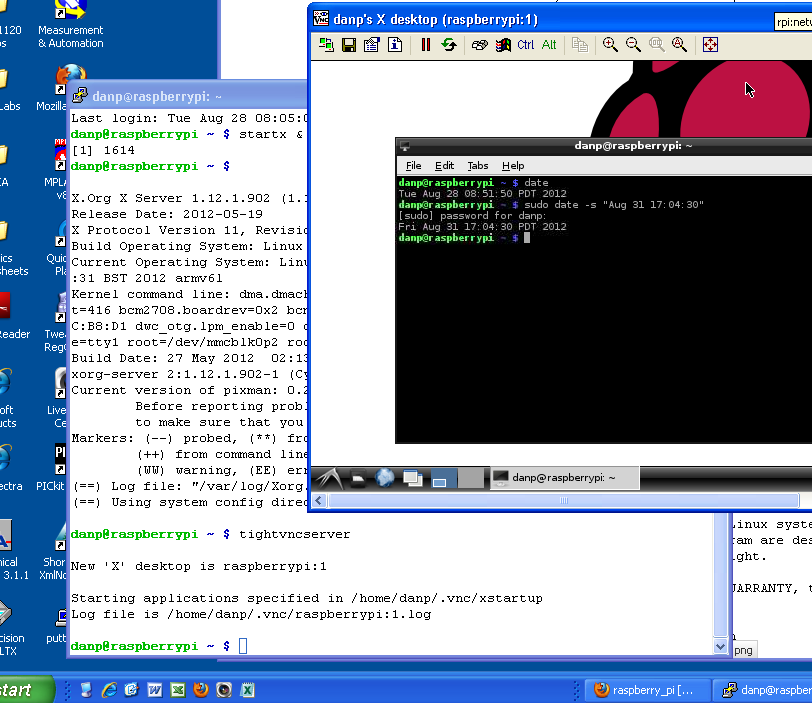 1120
Measurement
& Automation
os
Labs
Mozilla
MPL
v8
ics
sheets
Quic
Pla
Reader
Twea
RegC
oft
ucts
Live
Ce
ectra
PICkit
nical
3.1.1
Shor
XmlNo
cision
LTX
putt
danp@raspberrypi: ~
Last login: Tue Aug 28 08:05:0
danp@raspberrypi ~ $ startx &
[1] 1614
danp@raspberrypi ~ $
X.Org X Server 1.12.1.902 (1.1
Release Date: 2012-05-19
X Protocol Version 11, Revisio
Build Operating System: Linux
Current Operating System: Linu
:31 BST 2012 armv6l
Kernel command line: dma.dmach
t=416 bcm2708.boardrev=0x2 bcm
C:B8:D1 dwc_otg.lpm_enable=0 c
e=tty1 root=/dev/mmcblk0p2 roo
Build Date: 27 May 2012  02:13
xorg-server 2:1.12.1.902-1 (Cy
Current version of pixman: 0.2
Before reporting probl
to make sure that you
Markers: (--) probed, (**) fro
(++) from command line
(WW) warning, (EE) err
(==) Log file: "/var/log/Xorg.
(==) Using system config direc
danp@raspberrypi ~ $ tightvncserver
New 'X' desktop is raspberrypi:1
Starting applications specified in /home/danp/.vnc/xstartup
Log file is /home/danp/.vnc/raspberrypi:1.log
danp@raspberrypi ~ $
danp's X desktop (raspberrypi:1)
rpi:netw
Ctrl Alt
danp@raspberrypi: ~
File Edit Tabs Help
danp@raspberrypi ~ $ date
Tue Aug 28 08:51:50 PDT 2012
danp@raspberrypi ~ $ sudo date -s "Aug 31 17:04:30"
[sudo] password for danp:
Fri Aug 31 17:04:30 PDT 2012
danp@raspberrypi ~ $
danp@raspberrypi: ~
Linux syste
ram are des
ight.
WARRANTY, t
png
start
raspberry_pi [...
danp@raspber